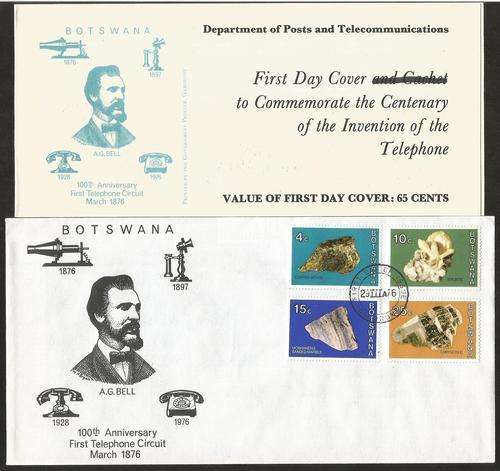 BOTSWANA
1876
1897
A.G.BELL
1928
1976
100th Anniversary
First Telephone Circuit
March 1876
PRINTED BY THE GOVERNMENT PRINTER, GABORONE
Department of Posts and Telecommunications
First Day Cover and Cachet
to Commemorate the Centenary
of the Invention of the
Telephone
VALUE OF FIRST DAY COVER: 65 CENTS
BOTSWANA
1876
1897
A.G. BELL
1928
1976
100th Anniversary
First Telephone Circuit
March 1876
4c
BOTSWANA
10c
BOTSWANA
15c
BOTSWANA
BANDED MARBLE
BOTSWANA